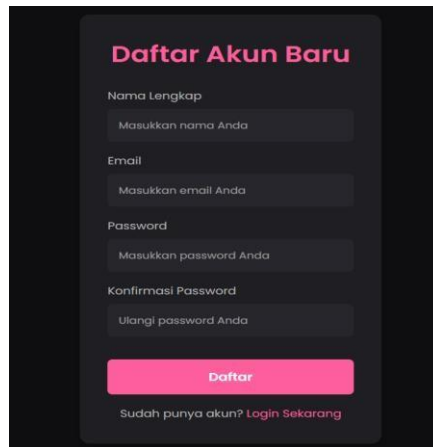 Daftar Akun Baru
Nama Lengkap
Masukkan nama Anda
Email
Masukkan email Anda
Password
Masukkan password Anda
Konfirmasi Password
Ulangi password Anda
Daftar
Sudah punya akun? Login Sekarang